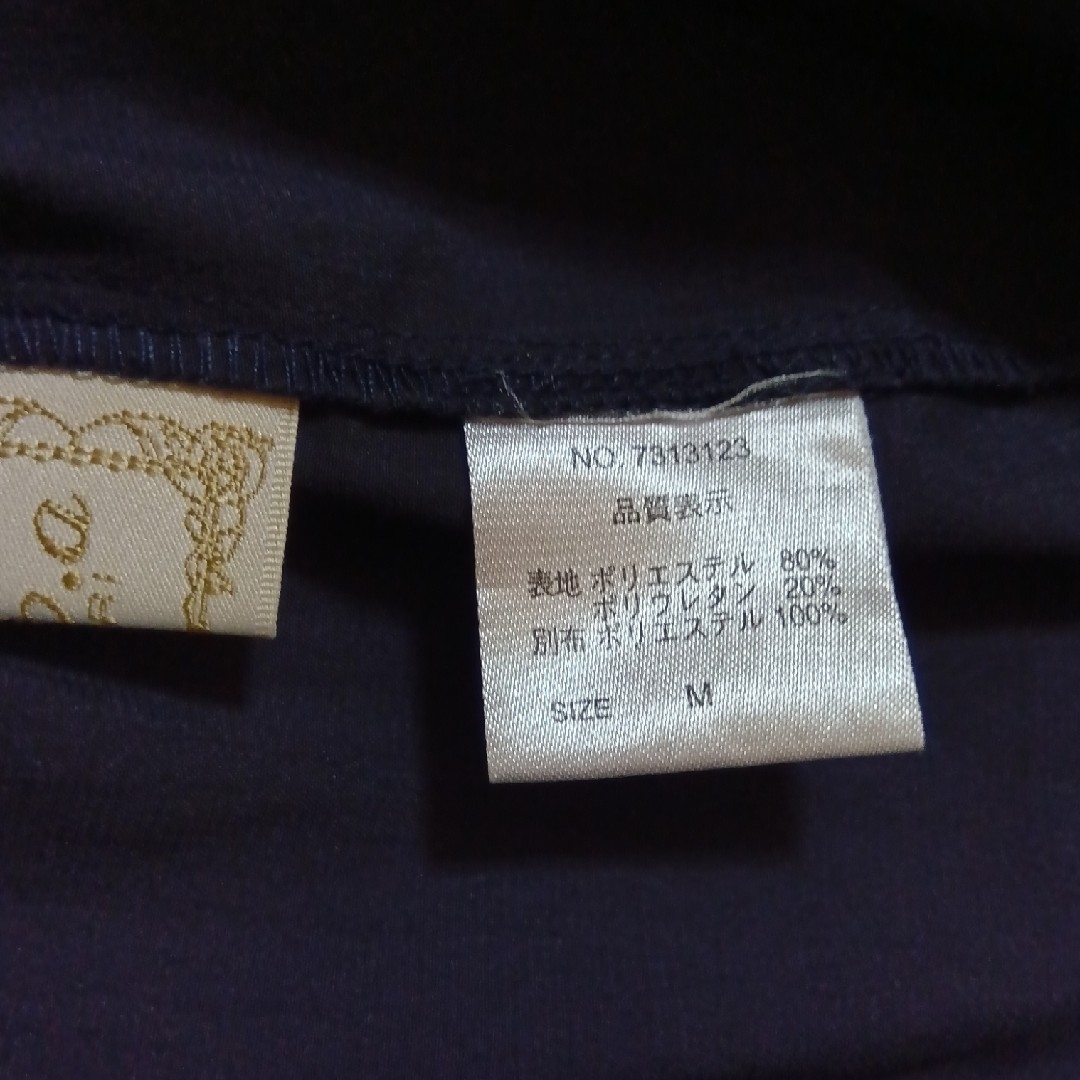 NO. 7313123
品質表示
表地 ポリエステル 80%
ポリウレタン 20%
別布 ポリエステル 100%
SIZE M